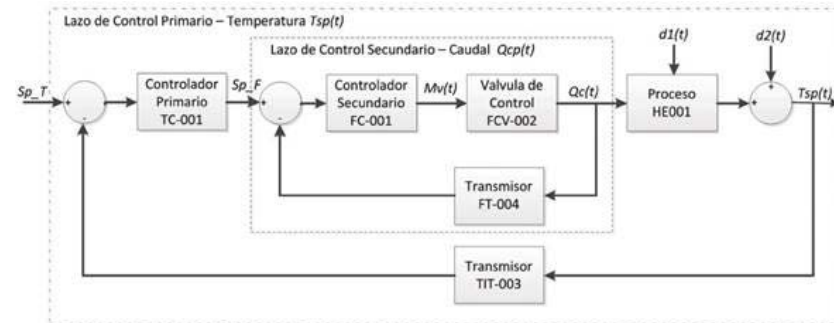 Lazo de Control Primario – Temperatura Tsp(t)
Lazo de Control Secundario – Caudal Qcp(t)
d1(t)
d2(t)
Sp_T
Controlador
Primario
TC-001
Sp_F
Controlador
Secundario
FC-001
Mv(t)
Valvula de
Control
FCV-002
Qc(t)
Proceso
HE001
Tsp(t)
+
-
+
-
+
+
Transmisor
FT-004
Transmisor
TIT-003